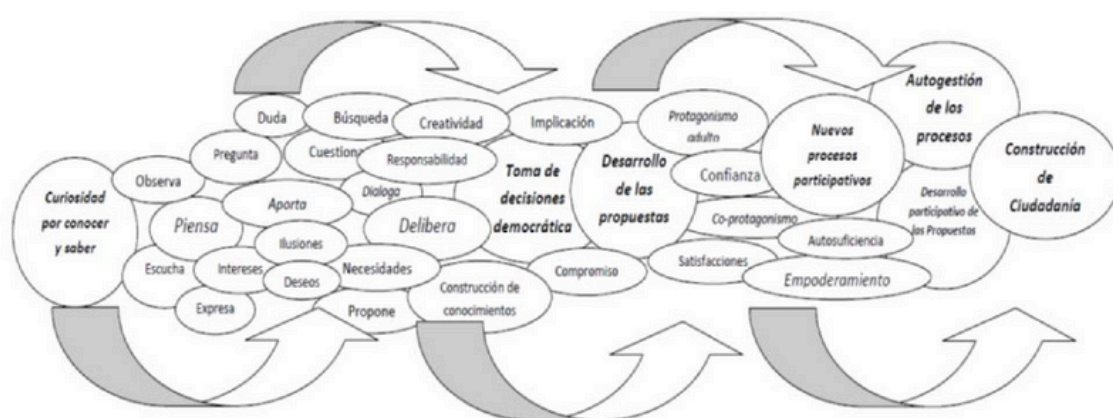 Curiosidad
por conocer
y saber
Observa
Pregunta
Duda
Búsqueda
Creatividad
Implicación
Responsabilidad
Piensa
Aporta
Dialoga
Delibera
Ilusiones
Escucha
Intereses
Deseos
Necesidades
Expresa
Propone
Construcción de
conocimientos
Toma de
decisiones
democrática
Compromiso
Desarrollo
de las
propuestas
Protagonismo
adulto
Confianza
Co-protagonismo
Satisfacciones
Nuevos
procesos
participativos
Autosuficiencia
Empoderamiento
Autogestión
de los
procesos
Desarrollo
participativo de
las Propuestas
Construcción
de
Ciudadanía